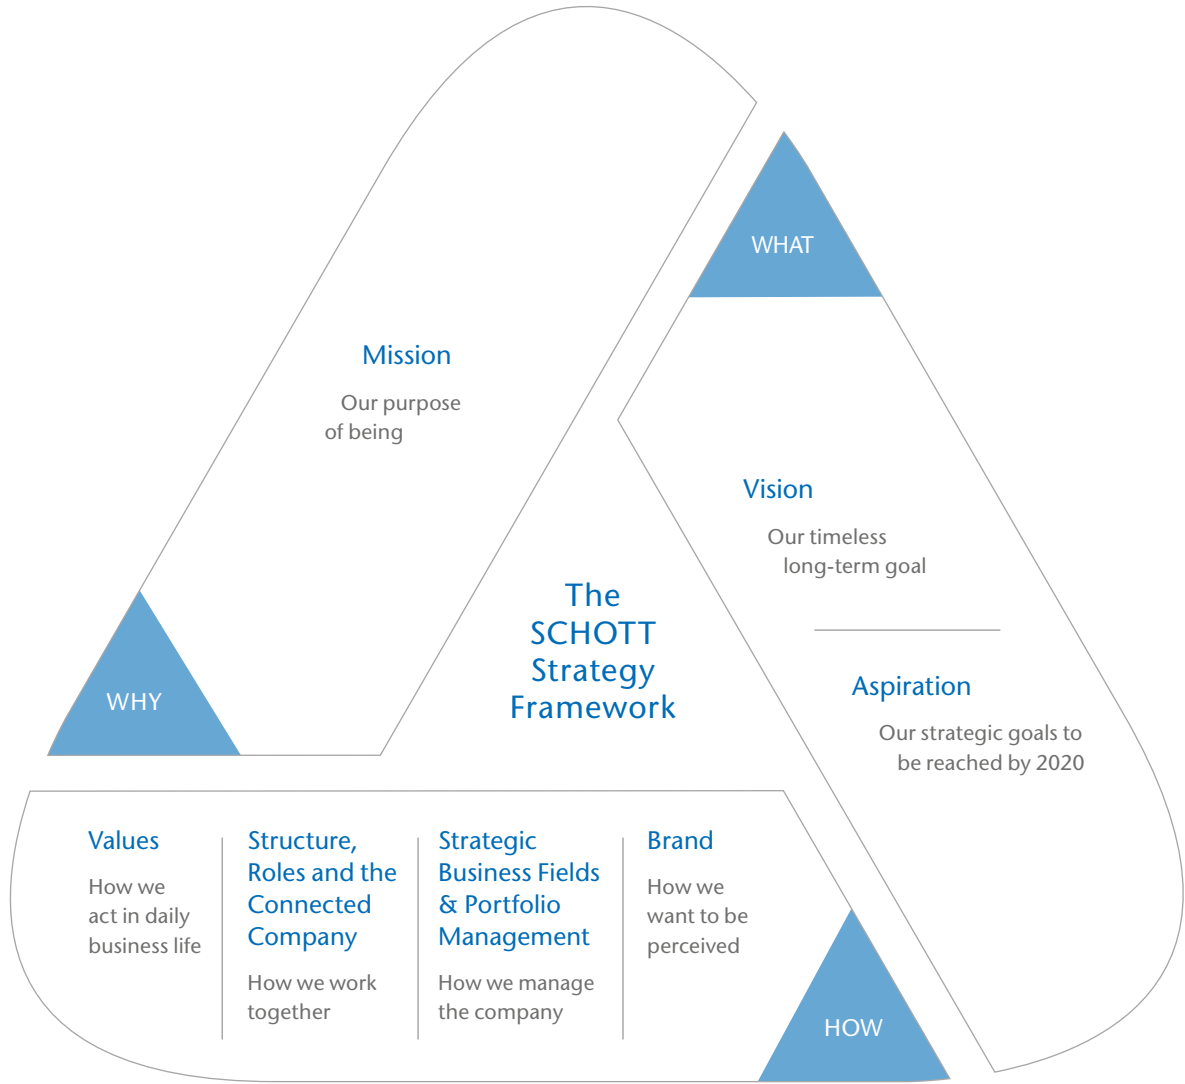 WHAT
Mission
Our purpose
of being
Vision
Our timeless
long-term goal
The
SCHOTT
Strategy
Framework
WHY
Aspiration
Our strategic goals to
be reached by 2020
Values
How we
act in daily
business life
Structure,
Roles and the
Connected
Company
How we work
together
Strategic
Business Fields
& Portfolio
Management
How we manage
the company
Brand
How we
want to be
perceived
HOW